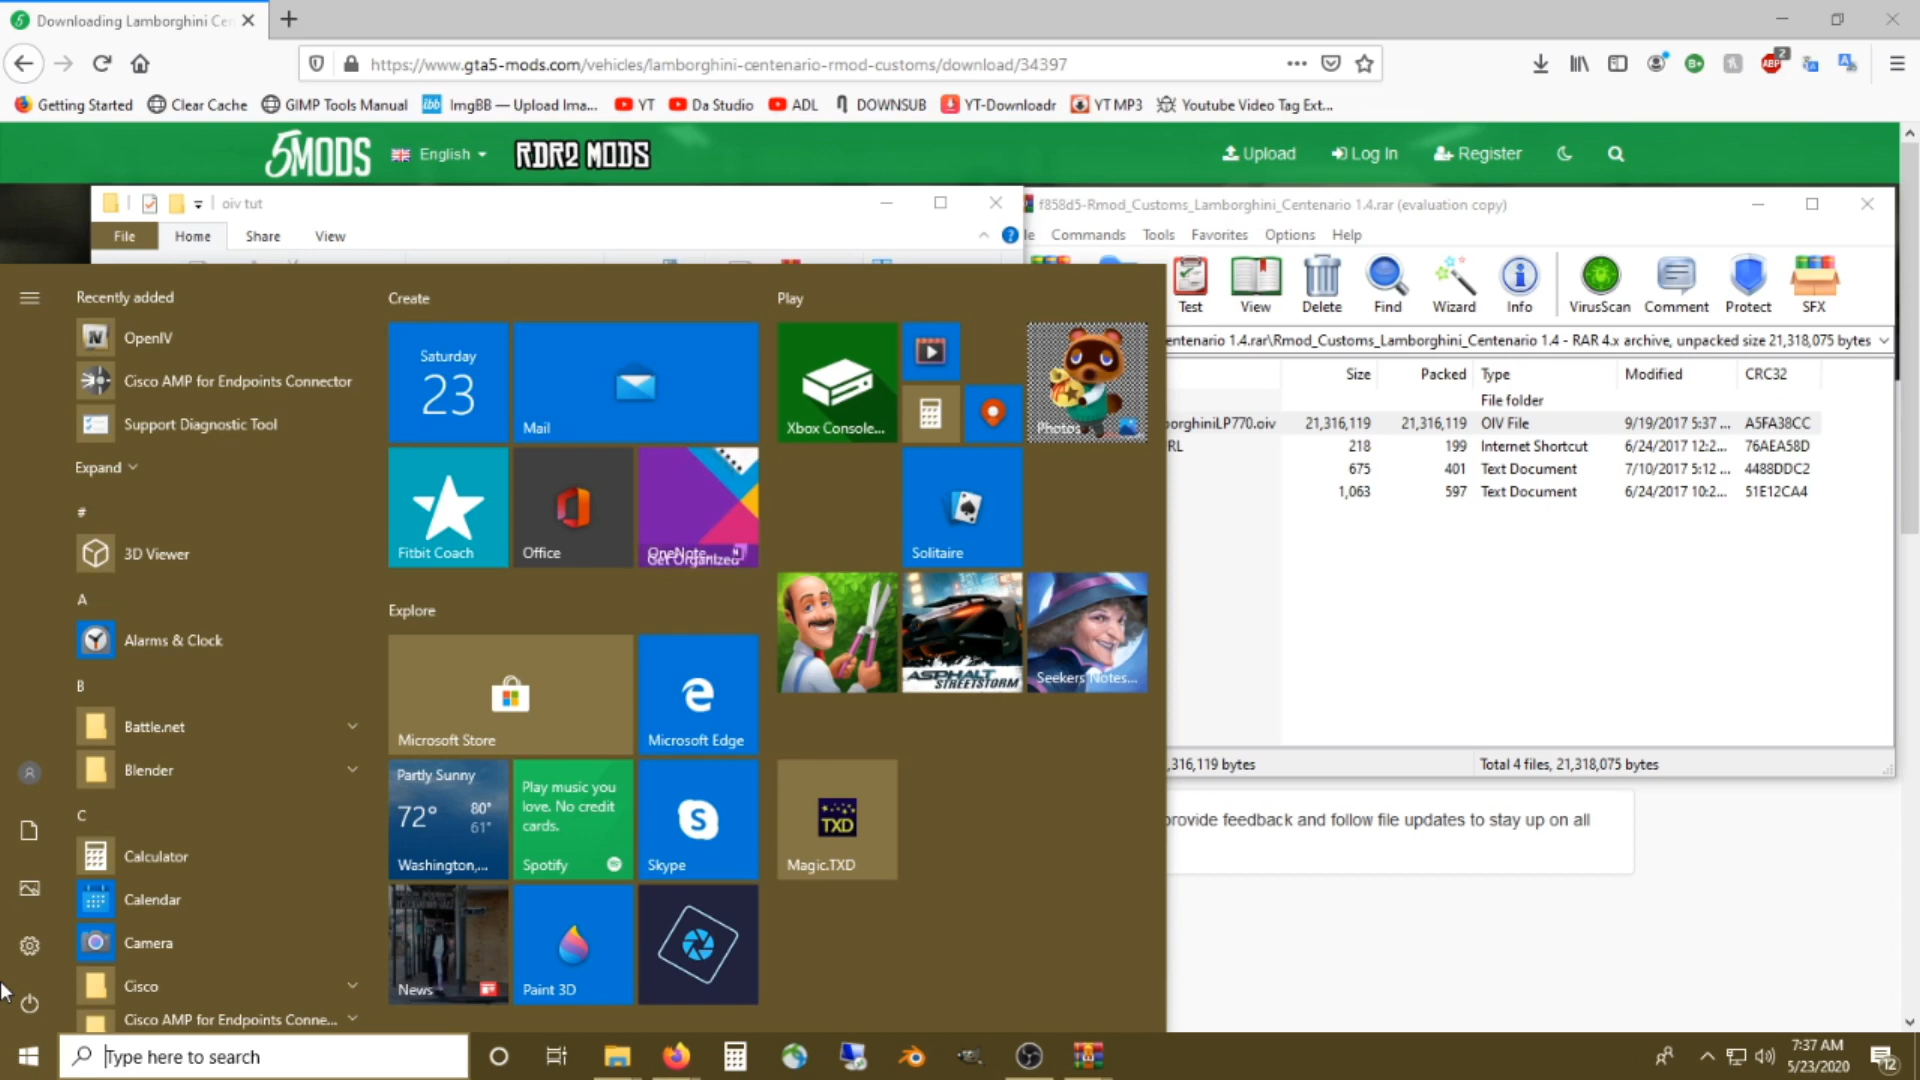 Downloading Lamborghini Cen
https://www.gta5-mods.com/vehicles/lamborghini-centenario-rmod-customs/download/34397
2
ABP
Getting Started
Clear Cache
GIMP Tools Manual
ibb
ImgBB — Upload Ima...
YT
Da Studio
ADL
DOWNSUB
YT-Downloadr
YT MP3
Youtube Video Tag Ext...
5MODS
English
RDR2 MODS
Upload
Log In
Register
oiv tut
f858d5-Rmod_Customs_Lamborghini_Centenario 1.4.rar (evaluation copy)
File
Home
Share
View
le
Commands
Tools
Favorites
Options
Help
Test
View
Delete
Find
Wizard
Info
VirusScan
Comment
Protect
SFX
entenario 1.4.rar\Rmod_Customs_Lamborghini_Centenario 1.4 - RAR 4.x archive, unpacked size 21,318,075 bytes
Size
Packed
Type
Modified
CRC32
File folder
orghiniLP770.oiv
21,316,119
21,316,119
OIV File
9/19/2017 5:37 ...
A5FA38CC
RL
218
199
Internet Shortcut
6/24/2017 12:2...
76AEA58D
675
401
Text Document
7/10/2017 5:12 ...
4488DDC2
1,063
597
Text Document
6/24/2017 10:2...
51E12CA4
,316,119 bytes
Total 4 files, 21,318,075 bytes
provide feedback and follow file updates to stay up on all
Recently added
OpenIV
Cisco AMP for Endpoints Connector
Support Diagnostic Tool
Expand
#
3D Viewer
A
Alarms & Clock
B
Battle.net
Blender
C
Calculator
Calendar
Camera
Cisco
Cisco AMP for Endpoints Conne...
Create
Saturday
23
Mail
Fitbit Coach
Office
OneNote
Get Organized
Explore
Microsoft Store
Microsoft Edge
Partly Sunny
72°
80°
61°
Washington,...
Play music you
love. No credit
cards.
Spotify
Skype
News
Paint 3D
Play
Xbox Console...
Photos
Solitaire
ASPHALT
STREETSTORM
Seekers Notes...
TXD
Magic.TXD
Type here to search
7:37 AM
5/23/2020
12